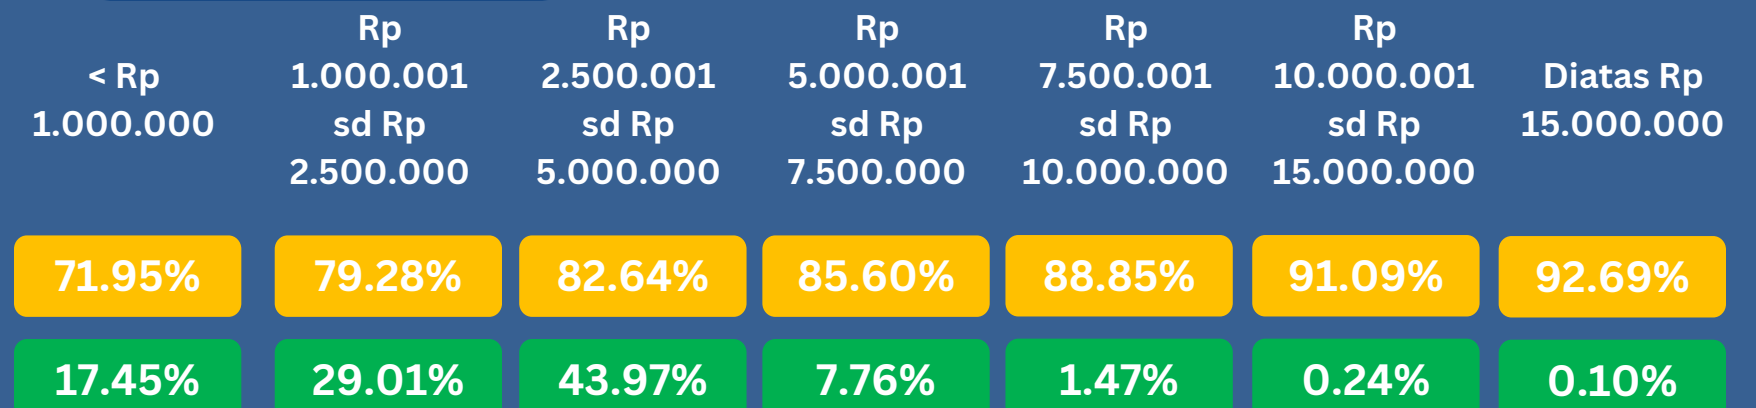 < Rp
1.000.000
Rp
1.000.001
sd Rp
2.500.000
Rp
2.500.001
sd Rp
5.000.000
Rp
5.000.001
sd Rp
7.500.000
Rp
7.500.001
sd Rp
10.000.000
Rp
10.000.001
sd Rp
15.000.000
Diatas Rp
15.000.000
71.95% 79.28% 82.64% 85.60% 88.85% 91.09% 92.69%
17.45% 29.01% 43.97% 7.76% 1.47% 0.24% 0.10%